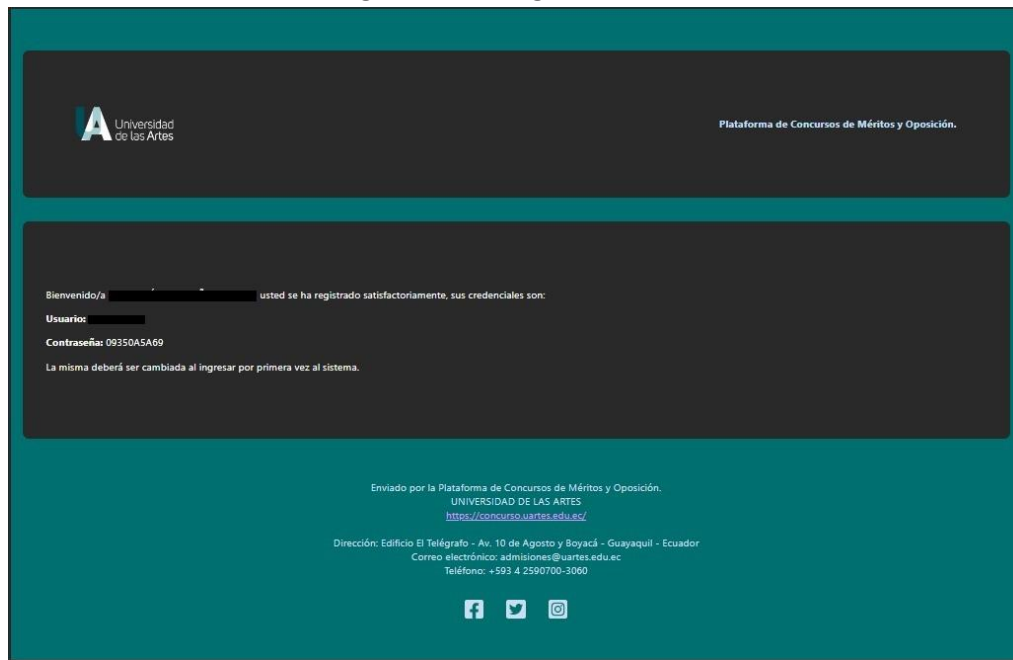 UA Universidad
de las Artes
Plataforma de Concursos de Méritos y Oposición.
Bienvenido/a usted se ha registrado satisfactoriamente, sus credenciales son:
Usuario:
Contraseña: 09350A5A69
La misma deberá ser cambiada al ingresar por primera vez al sistema.
Enviado por la Plataforma de Concursos de Méritos y Oposición.
UNIVERSIDAD DE LAS ARTES
https://concurso.uartes.edu.ec/
Dirección: Edificio El Telégrafo - Av. 10 de Agosto y Boyacá - Guayaquil - Ecuador
Correo electrónico: admisiones@uartes.edu.ec
Teléfono: +593 4 2590700-3060